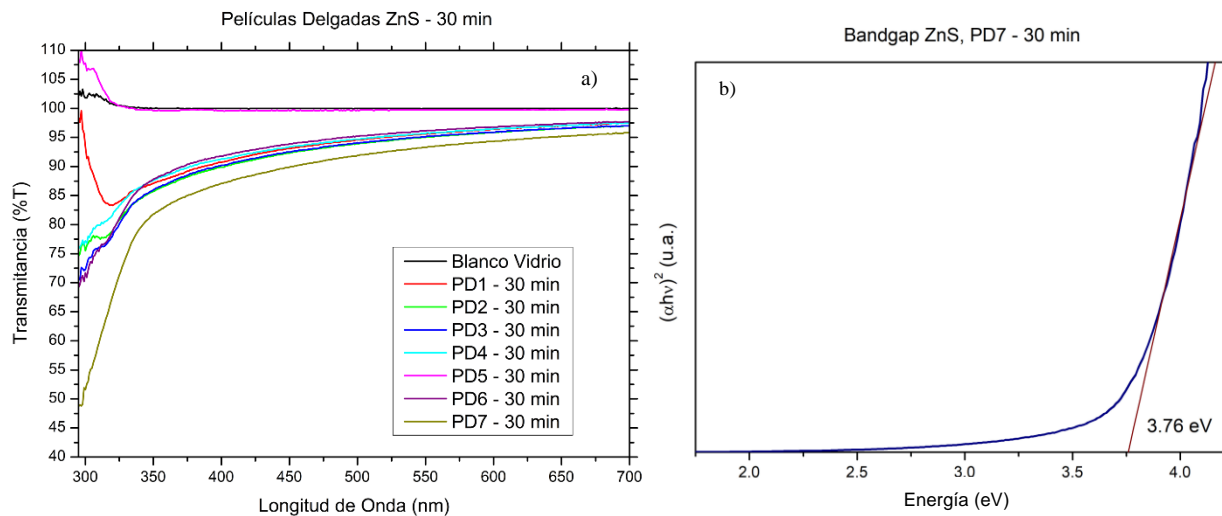 Películas Delgadas ZnS - 30 min
a)
Transmitancia (%T)
110
105
100
95
90
85
80
75
70
65
60
55
50
45
40
Blanco Vidrio
PD1 - 30 min
PD2 - 30 min
PD3 - 30 min
PD4 - 30 min
PD5 - 30 min
PD6 - 30 min
PD7 - 30 min
300 350 400 450 500 550 600 650 700
Longitud de Onda (nm)
Bandgap ZnS, PD7 - 30 min
b)
(αhν)² (u.a.)
3.76 eV
2.0 2.5 3.0 3.5 4.0
Energía (eV)